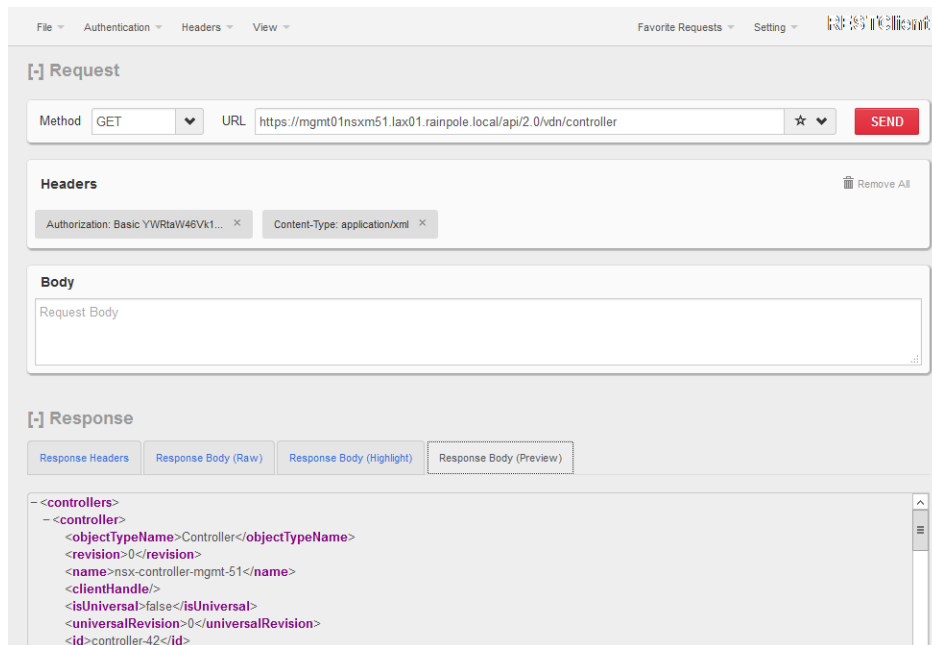 File Authentication Headers View Favorite Requests Setting RESTClient
[-] Request
Method GET URL https://mgmt01nsxm51.lax01.rainpole.local/api/2.0/vdn/controller SEND
Headers Remove All
Authorization: Basic YWRtaW46Vk1... × Content-Type: application/xml ×
Body
Request Body
[-] Response
Response Headers Response Body (Raw) Response Body (Highlight) Response Body (Preview)
−<controllers>
−<controller>
<objectTypeName>Controller</objectTypeName>
<revision>0</revision>
<name>nsx-controller-mgmt-51</name>
<clientHandle/>
<isUniversal>false</isUniversal>
<universalRevision>0</universalRevision>
<id>controller-42</id>